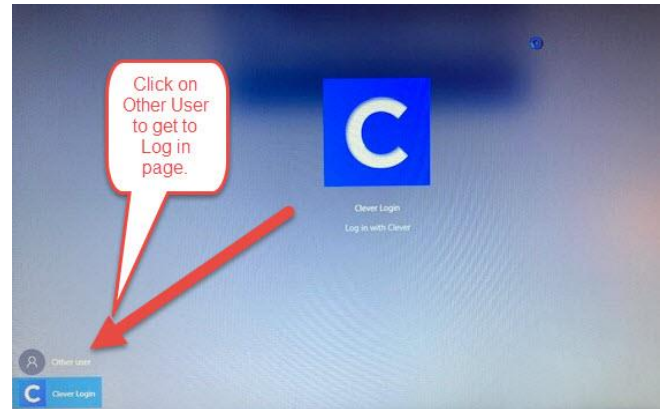 Click on
Other User
to get to
Log in
page.
C
Clever Login
Log in with Clever
Other user
C Clever Login